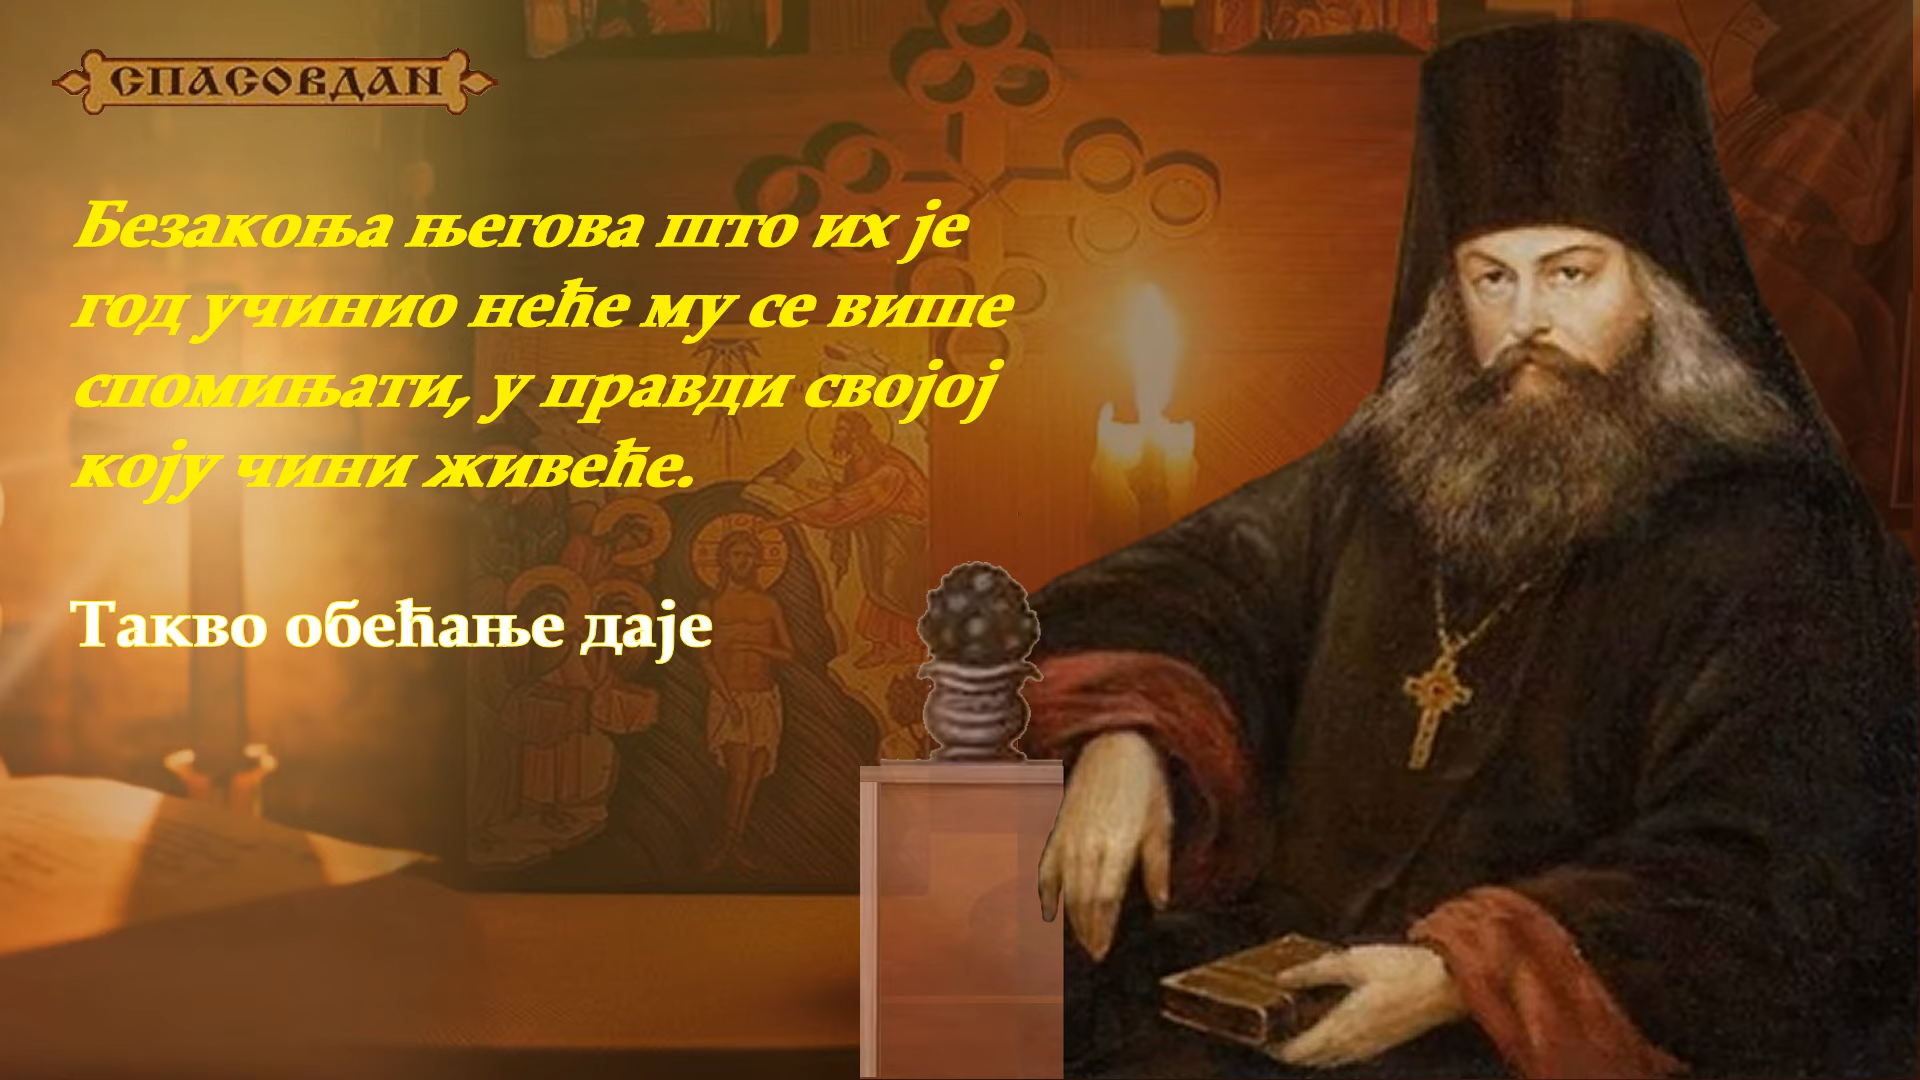 СПАСОВДАН
Безакоња његова што их је
год учинио неће му се више
спомињати, у правди својој
коју чини живеће.
Такво обећање даје